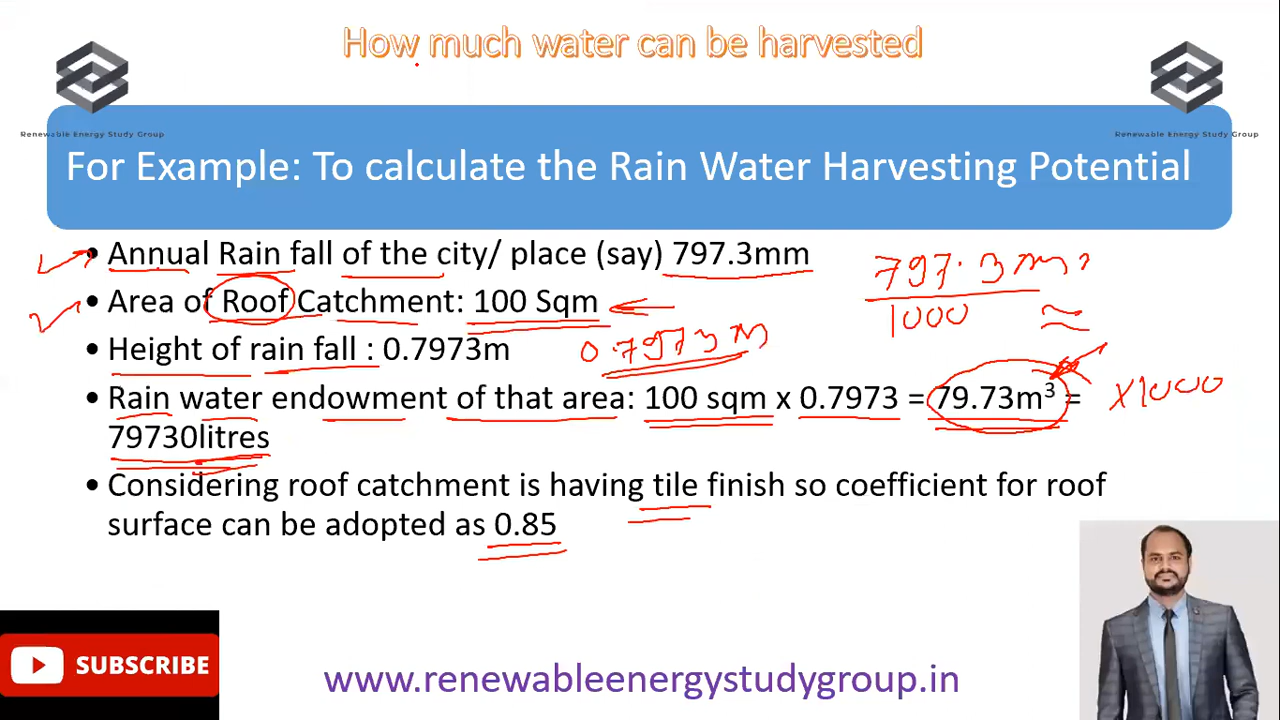 How much water can be harvested
Renewable Energy Study Group
Renewable Energy Study Group
For Example: To calculate the Rain Water Harvesting Potential
• Annual Rain fall of the city/ place (say) 797.3mm
797.3mm
1000
≈
• Area of Roof Catchment: 100 Sqm
• Height of rain fall : 0.7973m
0.7973 m
• Rain water endowment of that area: 100 sqm x 0.7973 = 79.73m³ =
x1000
79730litres
• Considering roof catchment is having tile finish so coefficient for roof
surface can be adopted as 0.85
SUBSCRIBE
www.renewableenergystudygroup.in